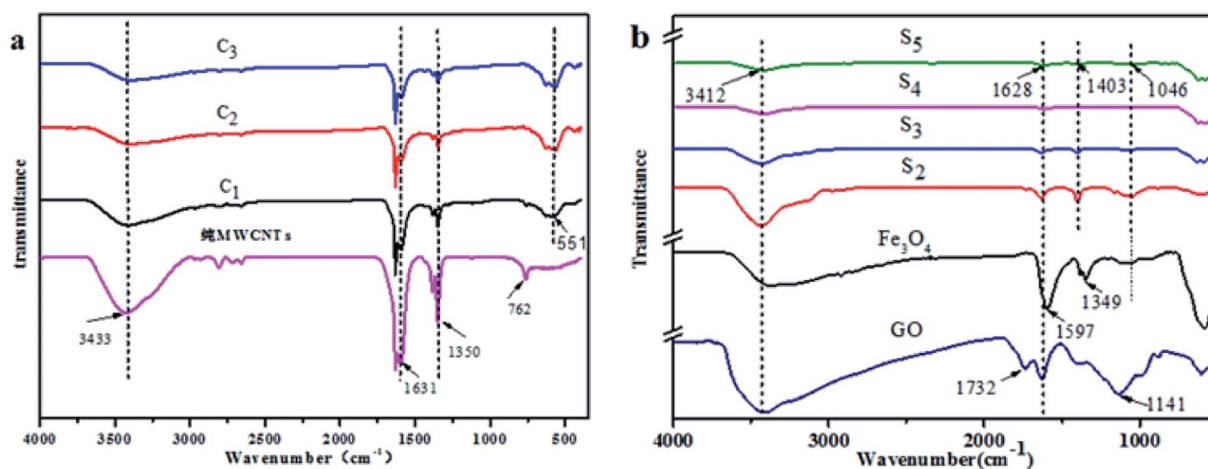 a
C3
C2
C1
纯MWCNTs
551
762
3433
1350
1631
transmittance
4000 3500 3000 2500 2000 1500 1000 500
Wavenumber（cm-1)
b
S5
3412
1628
1403
1046
S4
S3
S2
Fe3O4
1349
1597
GO
1732
1141
Transmittance
4000 3000 2000 1000
Wavenumber(cm-1)